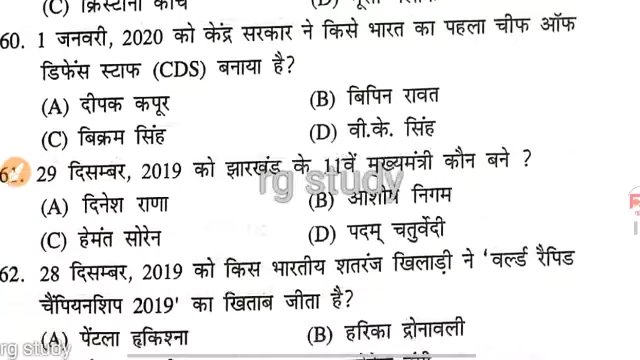 (C) क्रिस्टीना कोच
60. 1 जनवरी, 2020 को केंद्र सरकार ने किसे भारत का पहला चीफ ऑफ
डिफेंस स्टाफ (CDS) बनाया है?
(A) दीपक कपूर (B) बिपिन रावत
(C) बिक्रम सिंह (D) वी.के. सिंह
61. 29 दिसम्बर, 2019 को झारखंड के 11वें मुख्यमंत्री कौन बने ?
rg study
(A) दिनेश राणा (B) आशीष निगम
(C) हेमंत सोरेन (D) पदम् चतुर्वेदी
62. 28 दिसम्बर, 2019 को किस भारतीय शतरंज खिलाड़ी ने ‘वर्ल्ड रैपिड
चैंपियनशिप 2019' का खिताब जीता है?
(A) पेंटला हृकिश्ना (B) हरिका द्रोनावली
rg study